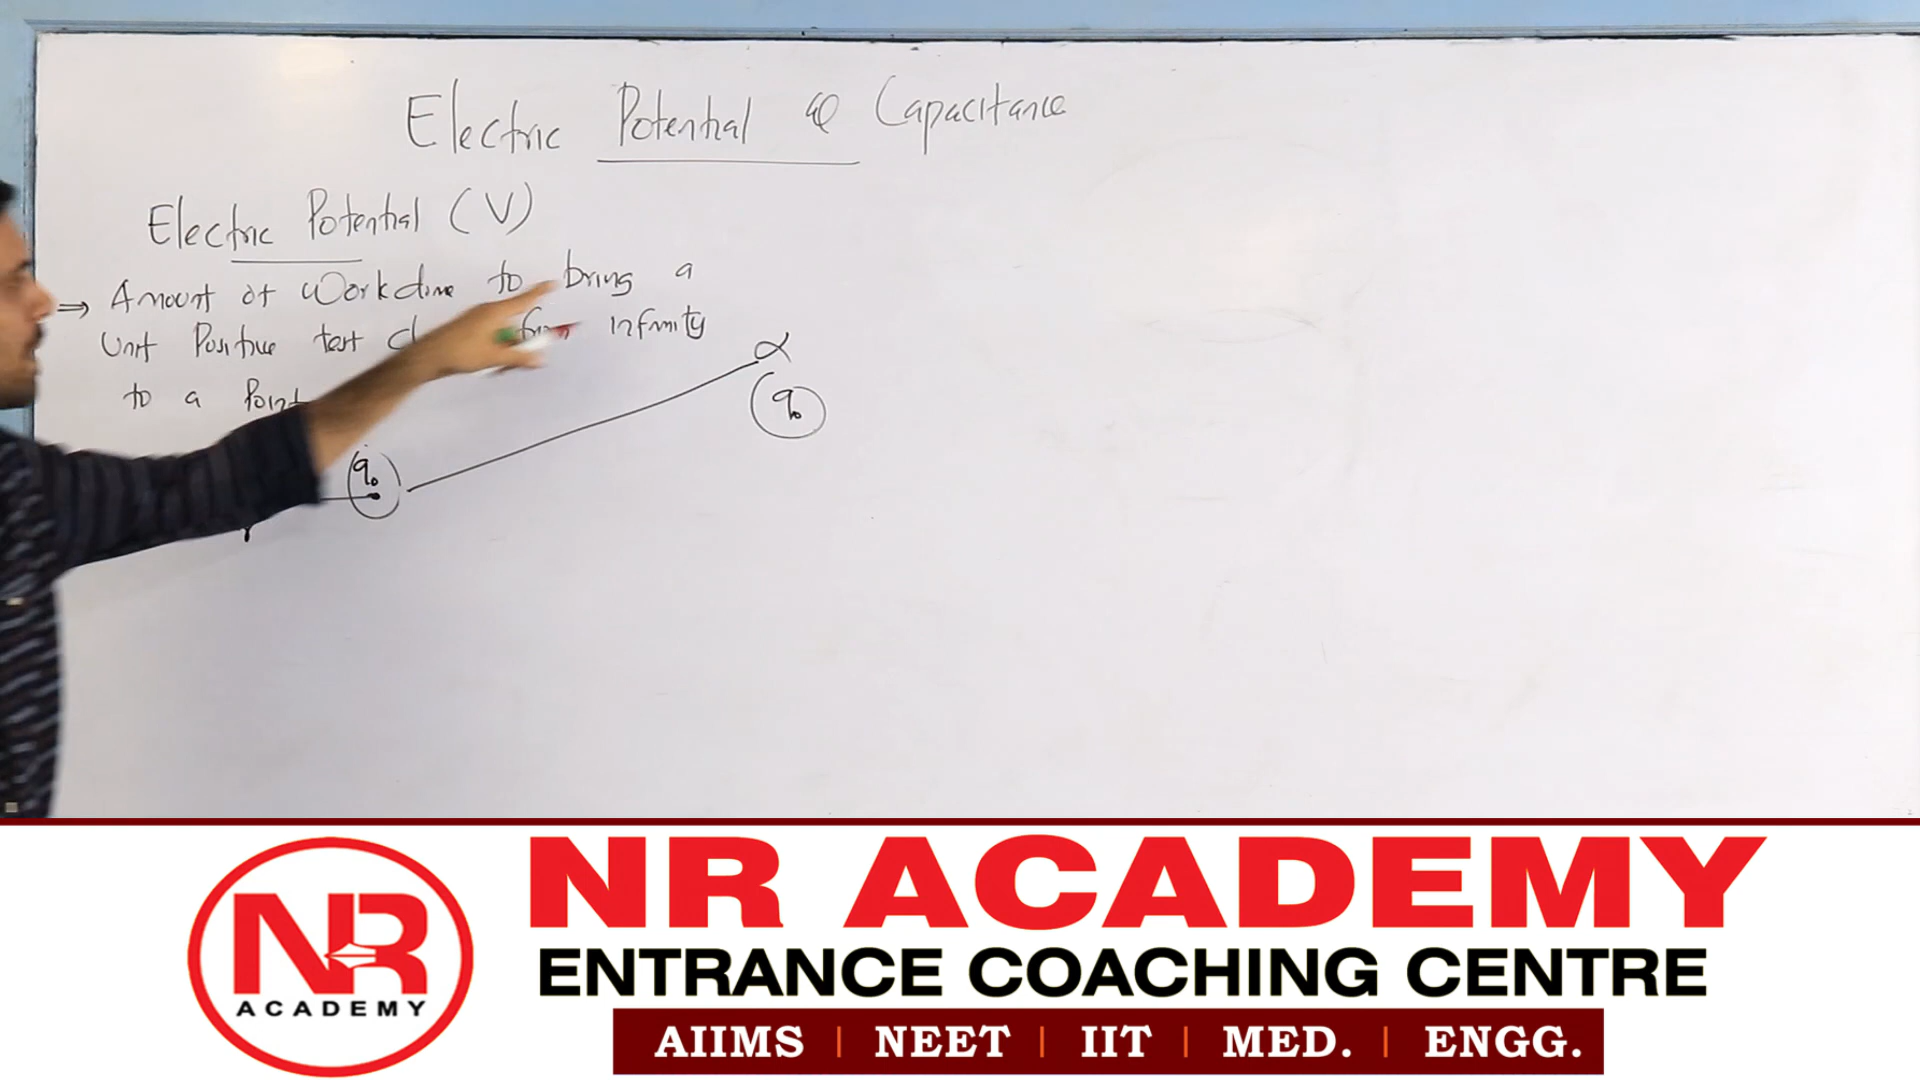 Electric Potential & Capacitance
Electric Potential (V)
⇒ Amount of Workdone to bring a
Unit Positive test from infinity
to a Point
α
q₀
q₀
NR ACADEMY
NR
ACADEMY
ENTRANCE COACHING CENTRE
AIIMS | NEET | IIT | MED. | ENGG.